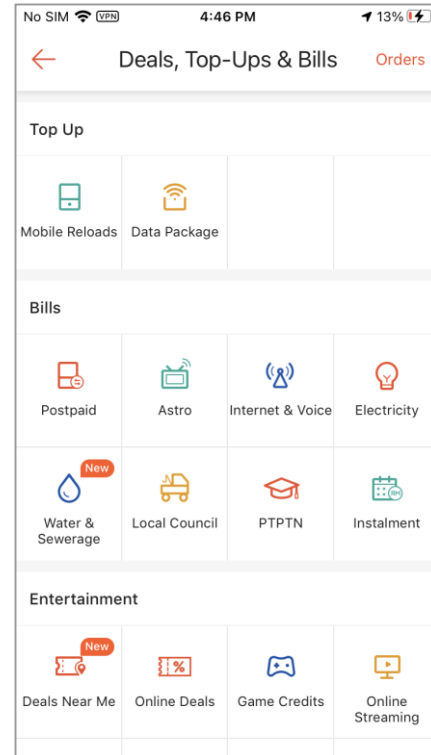 No SIM VPN 4:46 PM 13%
Deals, Top-Ups & Bills Orders
Top Up
Mobile Reloads Data Package
Bills
Postpaid Astro Internet & Voice Electricity
New
Water & Sewerage Local Council PTPTN RM Instalment
Entertainment
New
% 
Deals Near Me Online Deals Game Credits Online Streaming